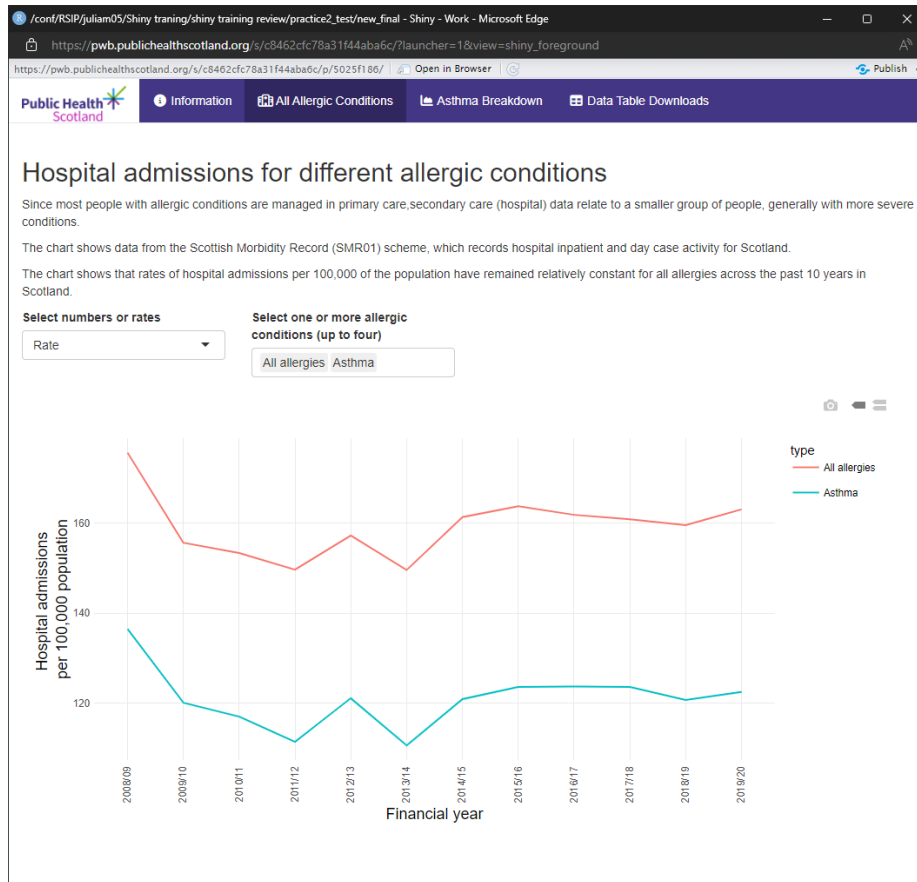 /conf/RSIP/juliam05/Shiny traning/shiny training review/practice2_test/new_final - Shiny - Work - Microsoft Edge
https://pwb.publichealthscotland.org/s/c8462cfc78a31f44aba6c/?launcher=1&view=shiny_foreground
https://pwb.publichealthscotland.org/s/c8462cfc78a31f44aba6c/p/5025f186/ Open in Browser Publish
Public Health
Scotland
Information All Allergic Conditions Asthma Breakdown Data Table Downloads
Hospital admissions for different allergic conditions
Since most people with allergic conditions are managed in primary care,secondary care (hospital) data relate to a smaller group of people, generally with more severe
conditions.
The chart shows data from the Scottish Morbidity Record (SMR01) scheme, which records hospital inpatient and day case activity for Scotland.
The chart shows that rates of hospital admissions per 100,000 of the population have remained relatively constant for all allergies across the past 10 years in
Scotland.
Select numbers or rates
Rate
Select one or more allergic
conditions (up to four)
All allergies Asthma
type
All allergies
Asthma
Hospital admissions
per 100,000 population
160
140
120
2008/09 2009/10 2010/11 2011/12 2012/13 2013/14 2014/15 2015/16 2016/17 2017/18 2018/19 2019/20
Financial year